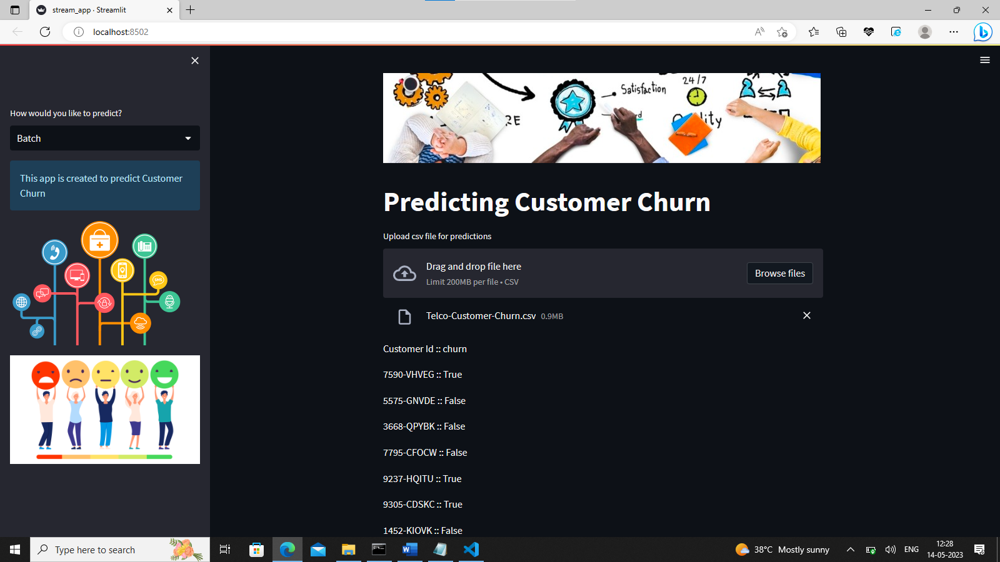 stream_app · Streamlit
localhost:8502
How would you like to predict?
Batch
This app is created to predict Customer
Churn
SMS
Satisfaction
24/7
Predicting Customer Churn
Upload csv file for predictions
Drag and drop file here
Limit 200MB per file • CSV
Browse files
Telco-Customer-Churn.csv 0.9MB
Customer Id :: churn
7590-VHVEG :: True
5575-GNVDE :: False
3668-QPYBK :: False
7795-CFOCW :: False
9237-HQITU :: True
9305-CDSKC :: True
1452-KIOVK :: False
Type here to search
38°C Mostly sunny
ENG
12:28
14-05-2023